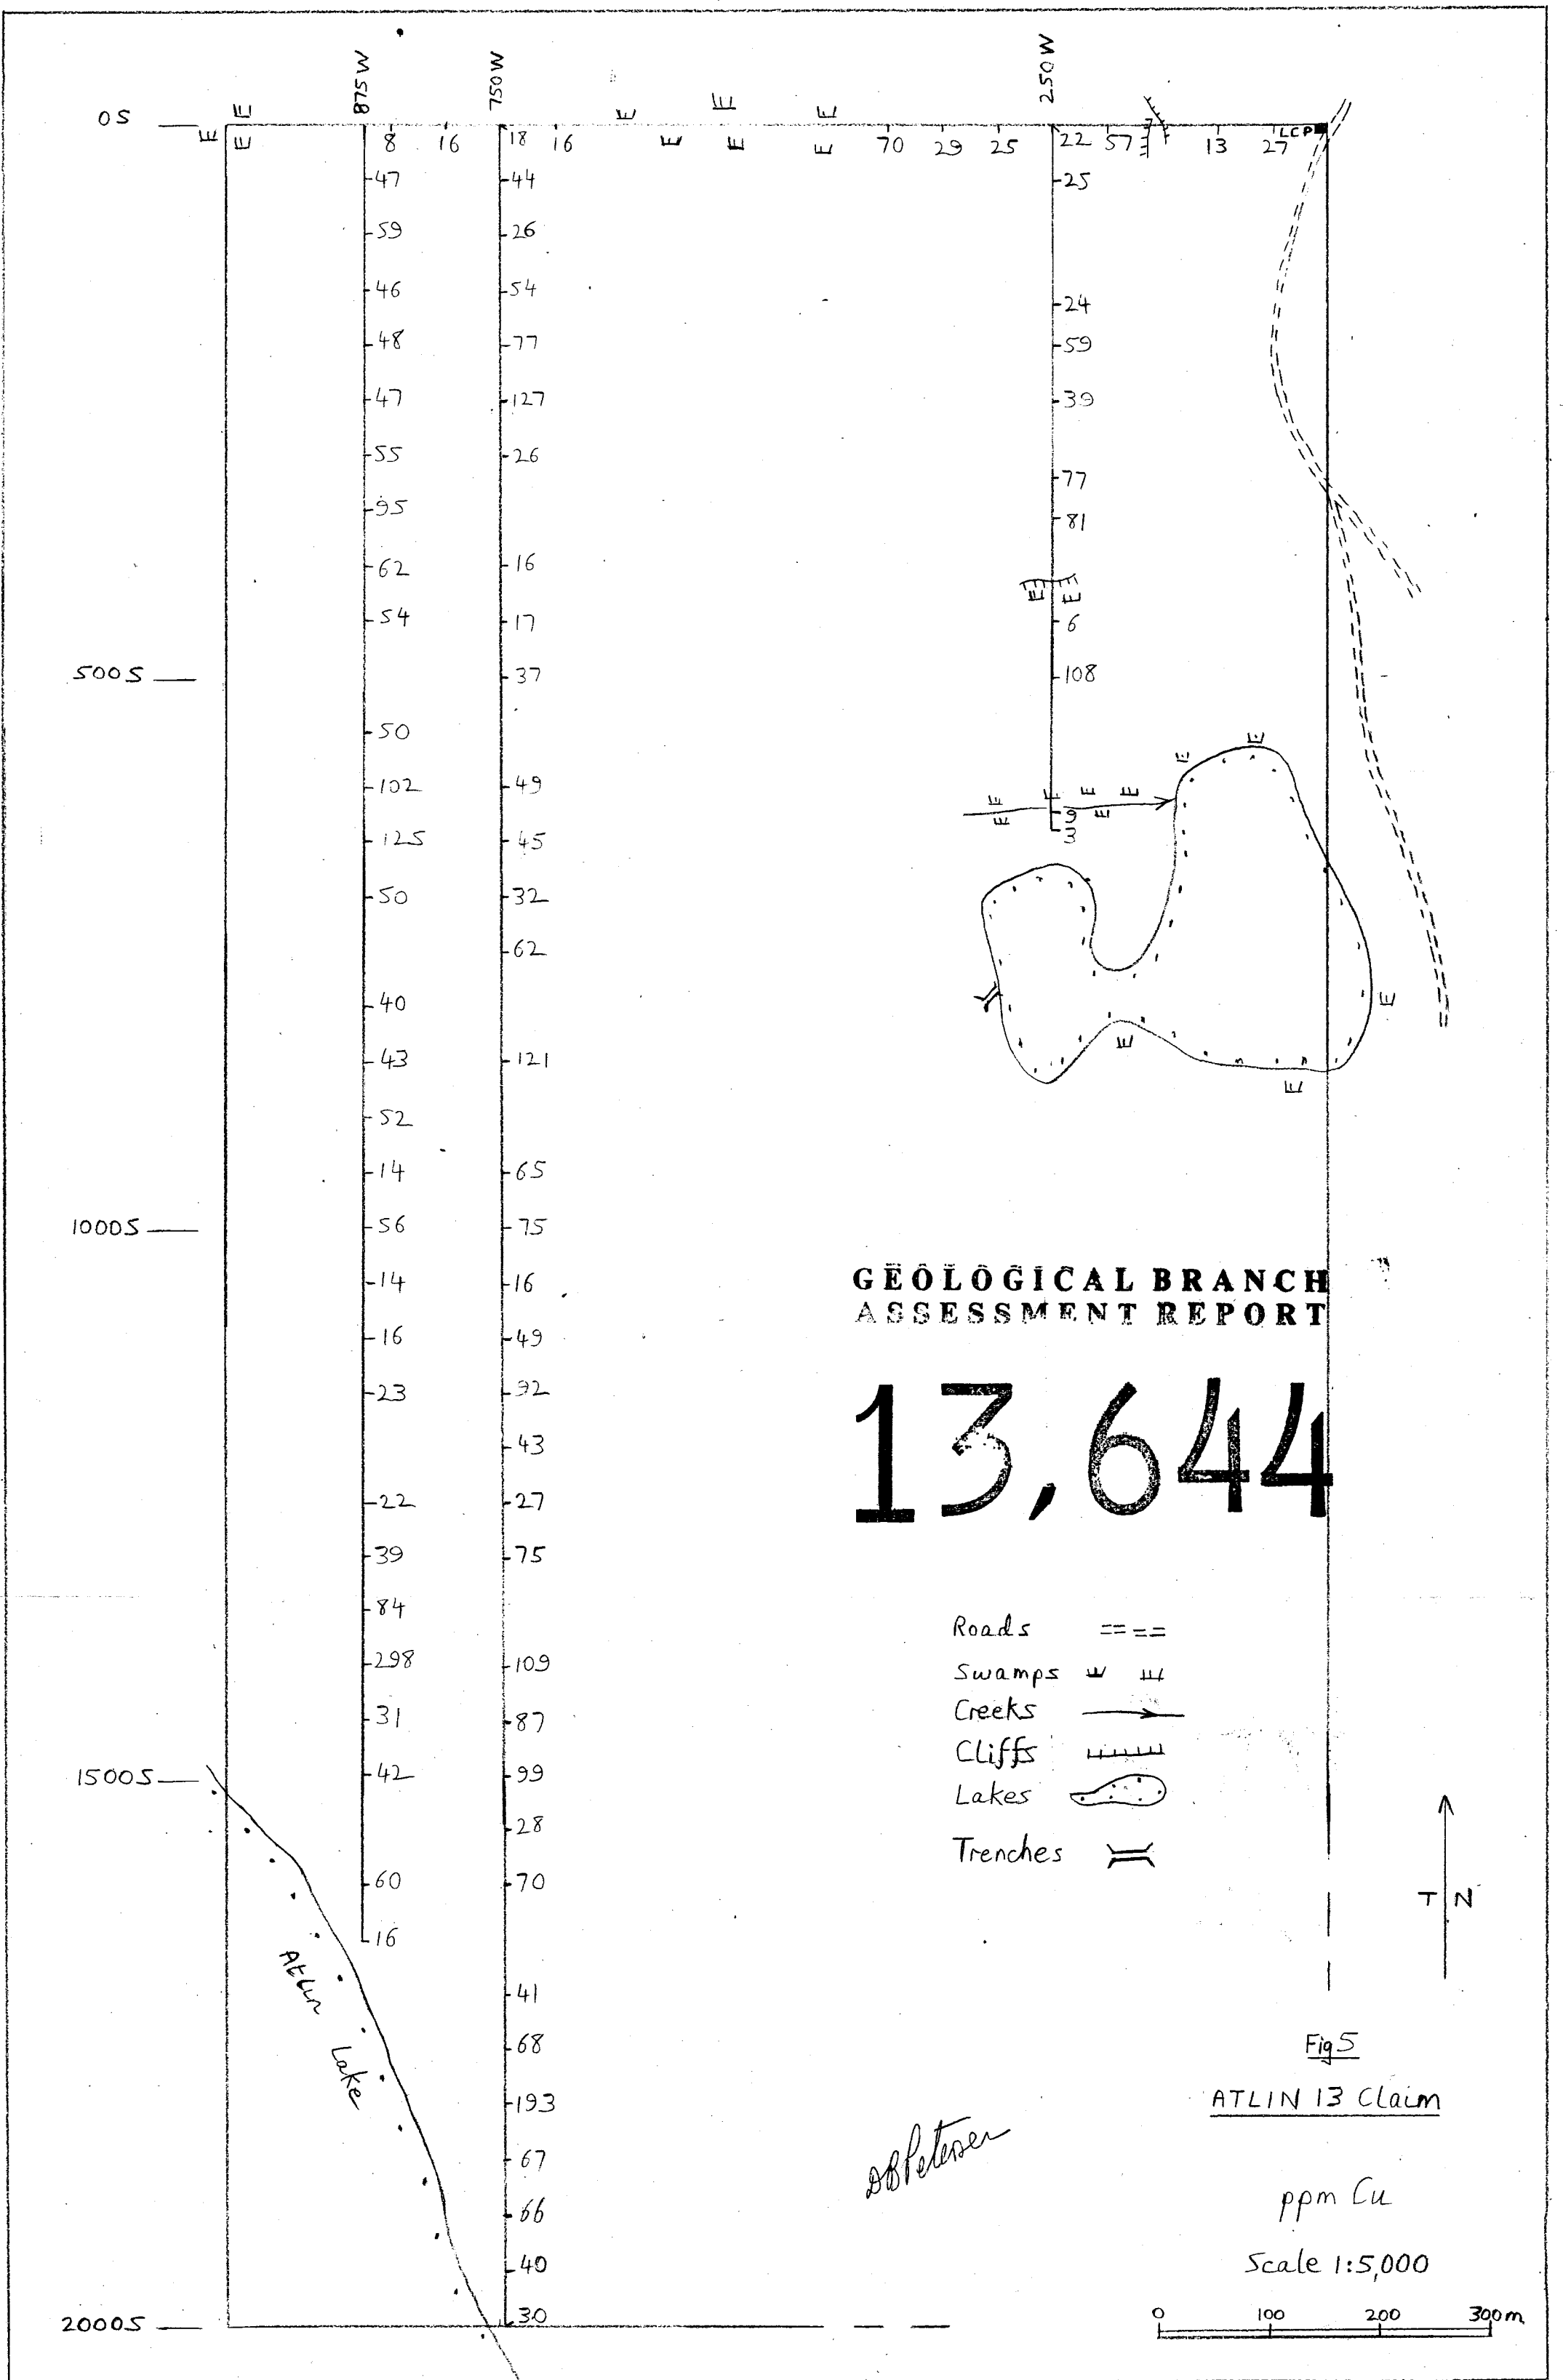 875W 750W 250W
0S
8 16 18 16 70 29 25 22 57 13 27 LCP
47 44 25
59 26
46 54 24
48 77 59
47 127 39
55 26
77
95
81
62 16
54 17 6
500S 37 108
50
102 49
9
125 45
3
50 32
62
40
43 121
52
14 65
1000S 56 75
14 16
GEOLOGICAL BRANCH
ASSESSMENT REPORT
16 49
23 92
43
13,644
22 27
39 75
84
Roads
298 109
Swamps
31 87
Creeks
Cliffs
1500S 42 99
Lakes
28
Trenches
60 70
T N
16
Atlin Lake
41
68
193
67
66
40
2000S 30
DBPetersen
Fig 5
ATLIN 13 Claim
ppm Cu
Scale 1:5,000
0 100 200 300m